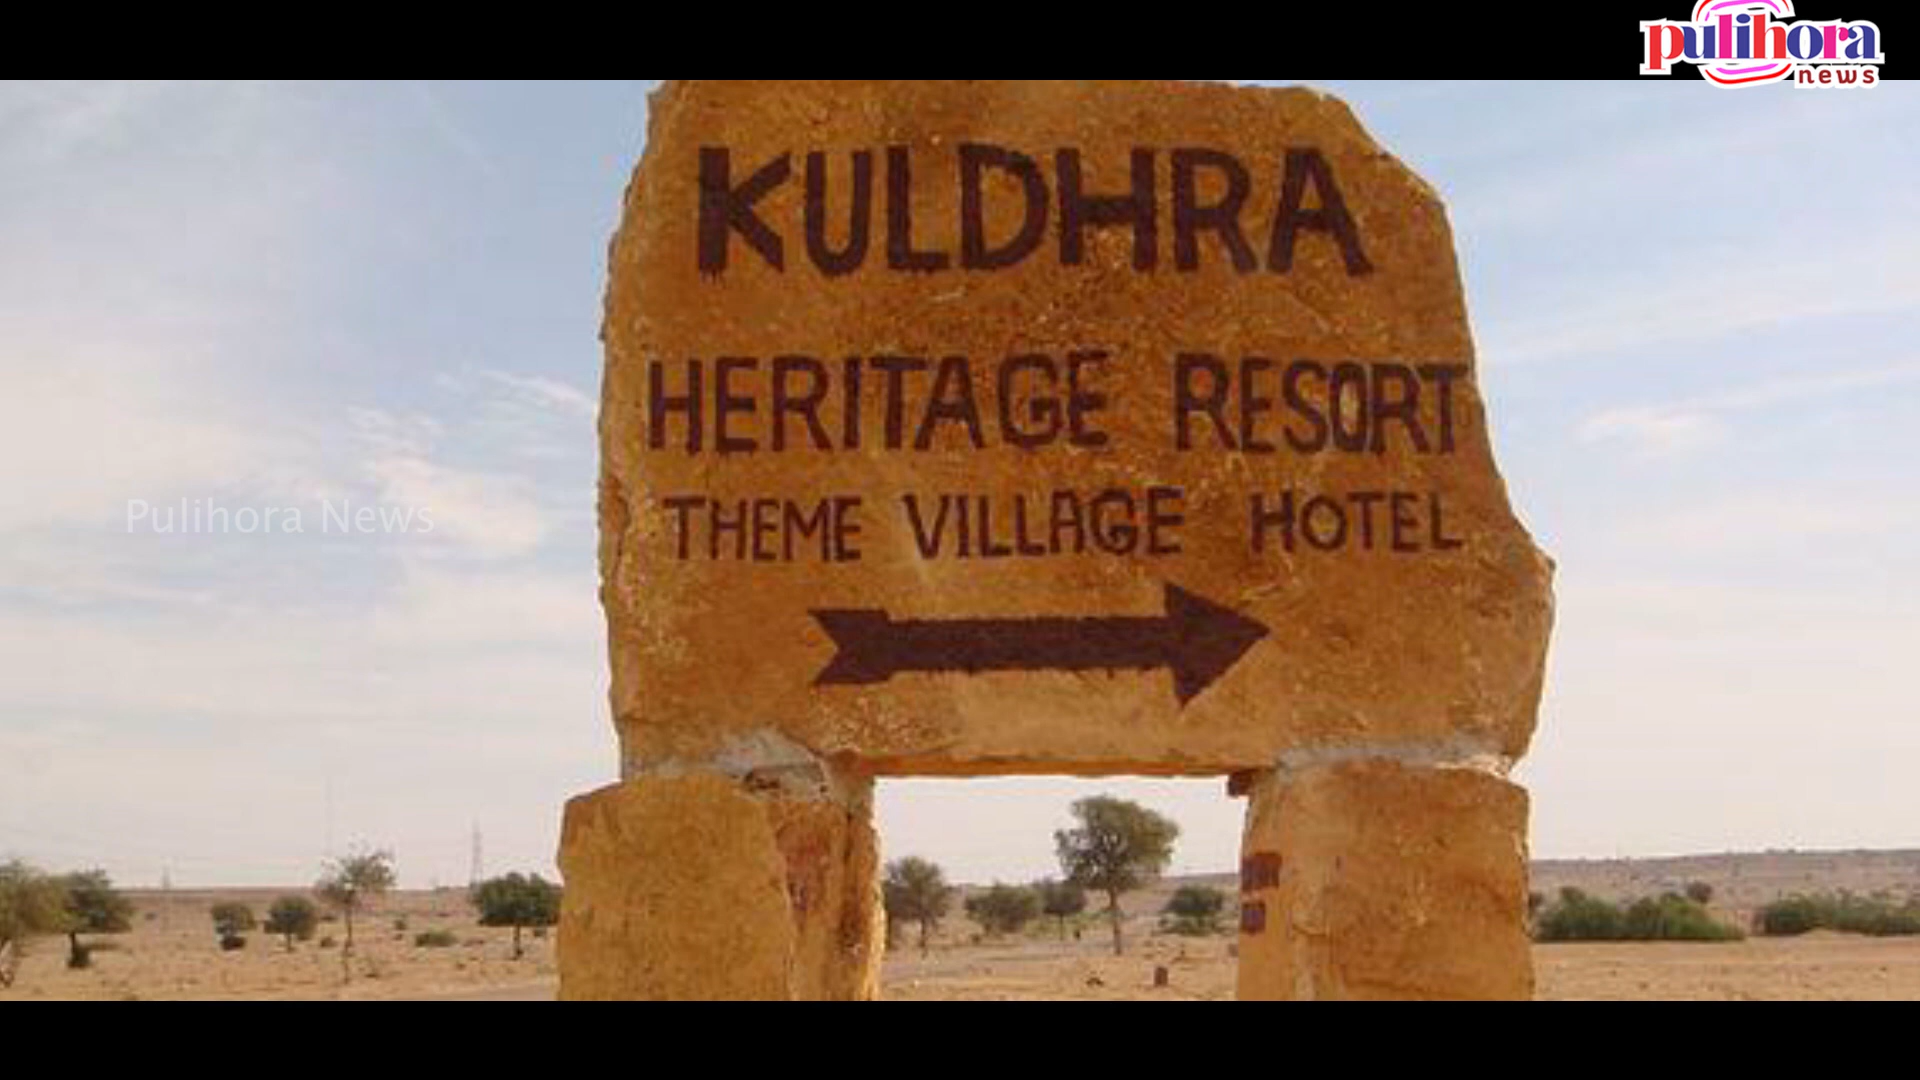 pulihora
news
KULDHRA
HERITAGE RESORT
THEME VILLAGE HOTEL
Pulihora News